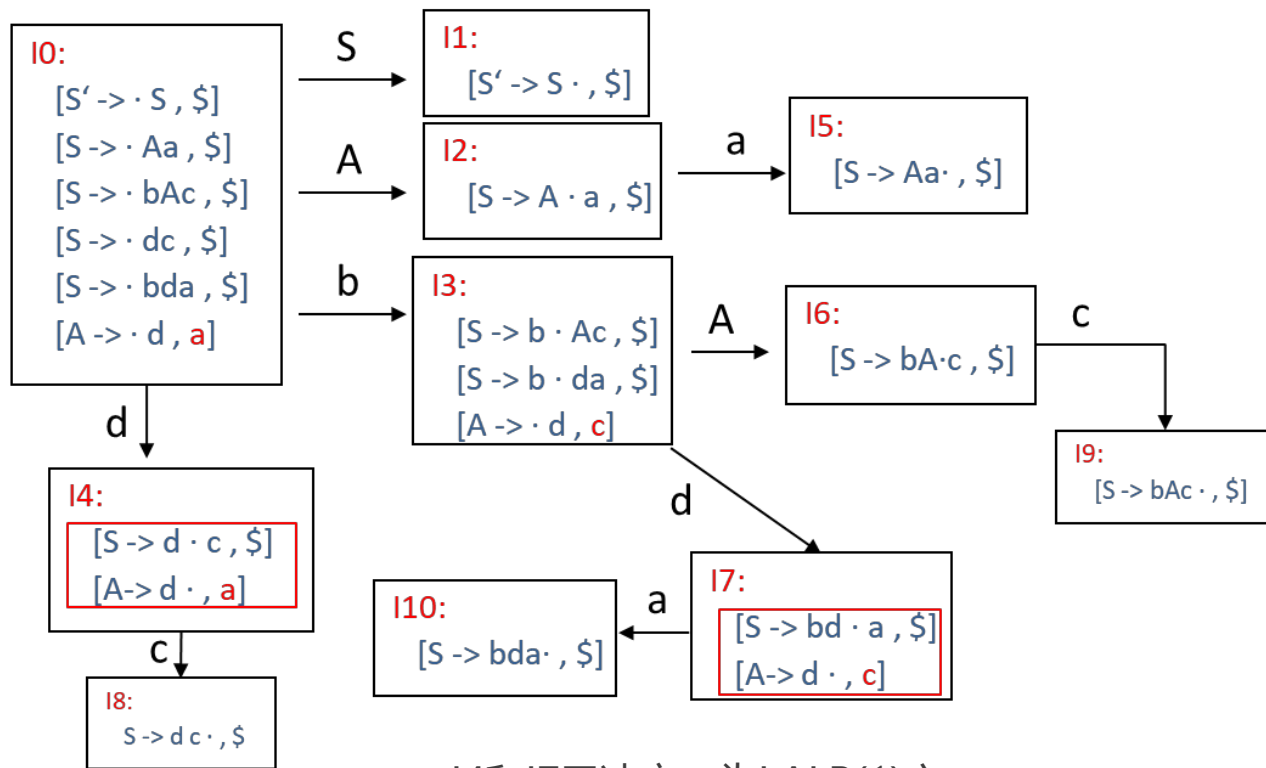 I0:
[S‘ -> · S , $]
[S -> · Aa , $]
[S -> · bAc , $]
[S -> · dc , $]
[S -> · bda , $]
[A -> · d , a]
S
I1:
[S‘ -> S · , $]
A
I2:
[S -> A · a , $]
a
I5:
[S -> Aa· , $]
b
I3:
[S -> b · Ac , $]
[S -> b · da , $]
[A -> · d , c]
A
I6:
[S -> bA·c , $]
c
I9:
[S -> bAc · , $]
d
I4:
[S -> d · c , $]
[A-> d · , a]
c
I8:
S -> d c · , $
d
I7:
[S -> bd · a , $]
[A-> d · , c]
a
I10:
[S -> bda· , $]